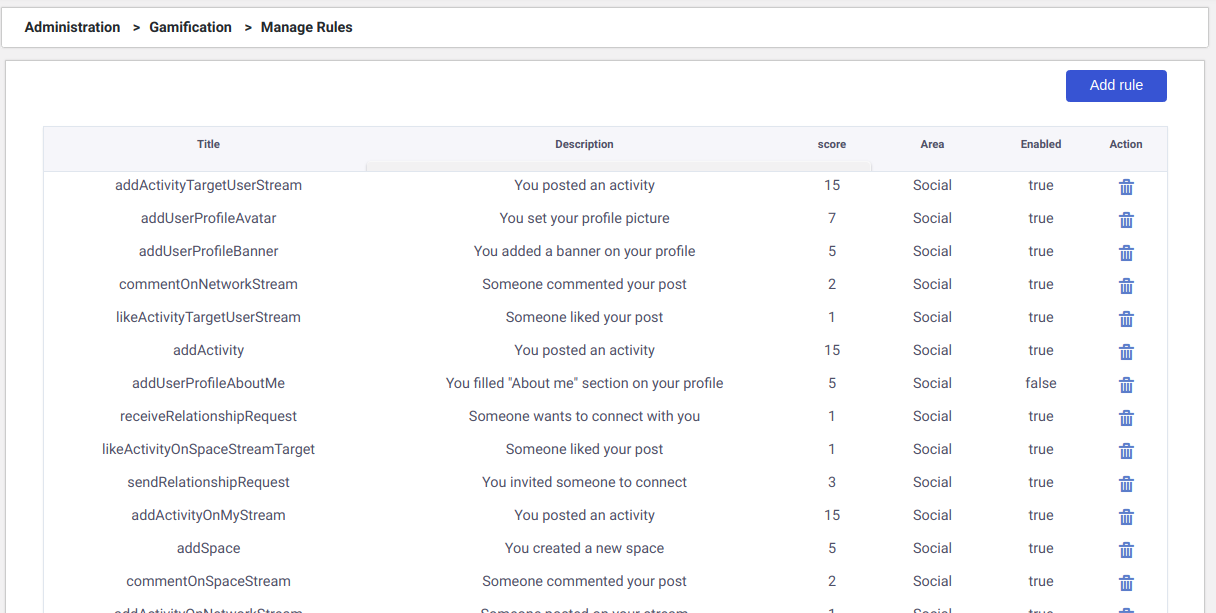 Administration > Gamification > Manage Rules
Add rule
Title Description score Area Enabled Action
addActivityTargetUserStream You posted an activity 15 Social true
addUserProfileAvatar You set your profile picture 7 Social true
addUserProfileBanner You added a banner on your profile 5 Social true
commentOnNetworkStream Someone commented your post 2 Social true
likeActivityTargetUserStream Someone liked your post 1 Social true
addActivity You posted an activity 15 Social true
addUserProfileAboutMe You filled "About me" section on your profile 5 Social false
receiveRelationshipRequest Someone wants to connect with you 1 Social true
likeActivityOnSpaceStreamTarget Someone liked your post 1 Social true
sendRelationshipRequest You invited someone to connect 3 Social true
addActivityOnMyStream You posted an activity 15 Social true
addSpace You created a new space 5 Social true
commentOnSpaceStream Someone commented your post 2 Social true
addActivityOnNetworkStream Someone posted on your stream 1 Social true